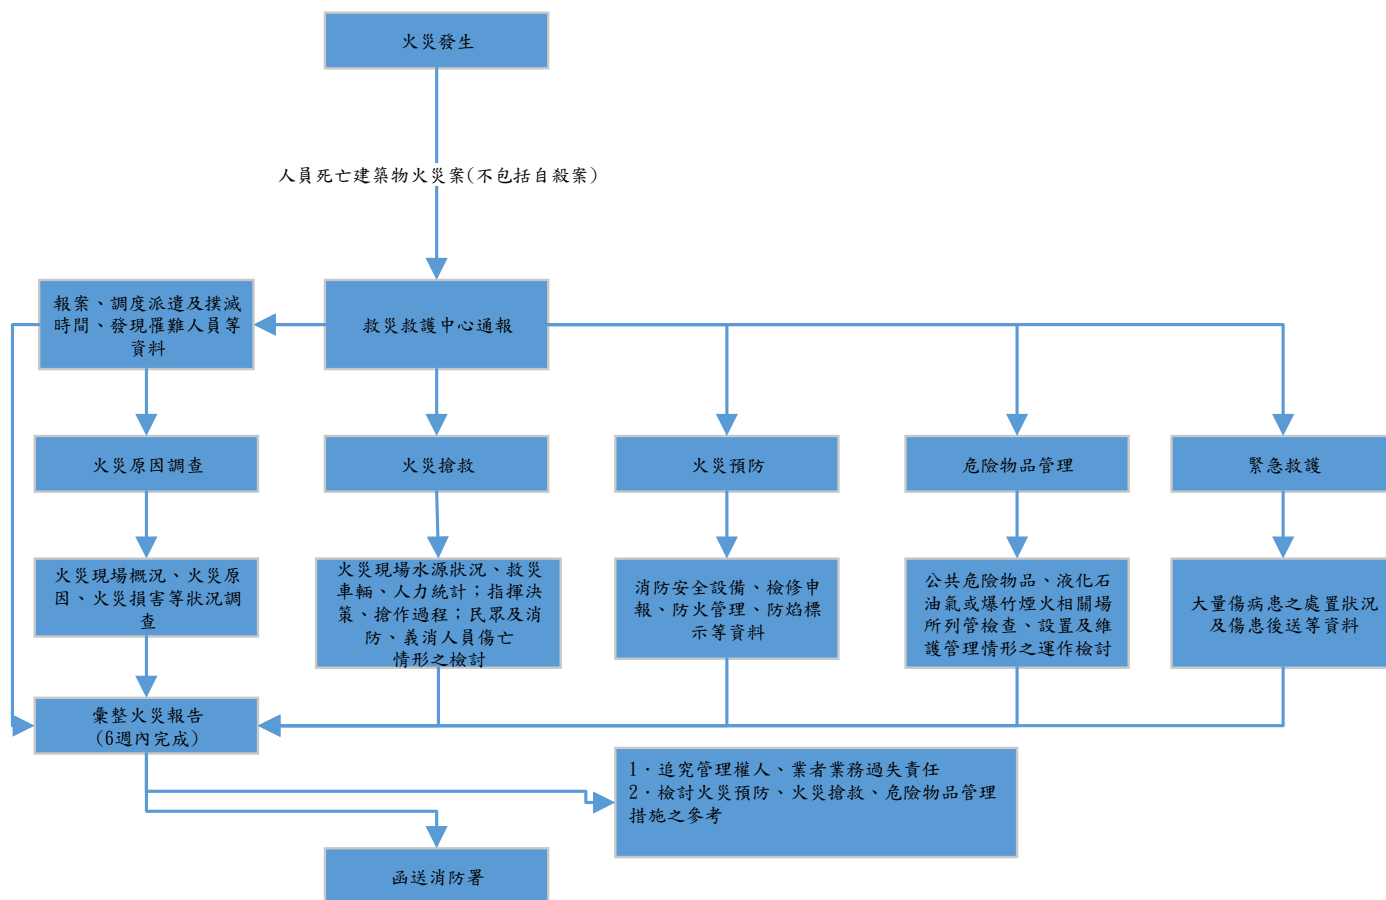 火災發生
人員死亡建築物火災案(不包括自殺案)
報案、調度派遣及撲滅
時間、發現罹難人員等
資料
救災救護中心通報
火災原因調查
火災搶救
火災預防
危險物品管理
緊急救護
火災現場概況、火災原
因、火災損害等狀況調
查
火災現場水源狀況、救災
車輛、人力統計；指揮決
策、搶作過程；民眾及消
防、義消人員傷亡
情形之檢討
消防安全設備、檢修申
報、防火管理、防焰標
示等資料
公共危險物品、液化石
油氣或爆竹煙火相關場
所列管檢查、設置及維
護管理情形之運作檢討
大量傷病患之處置狀況
及傷患後送等資料
彙整火災報告
(6週內完成)
1．追究管理權人、業者業務過失責任
2．檢討火災預防、火災搶救、危險物品管理
措施之參考
函送消防署